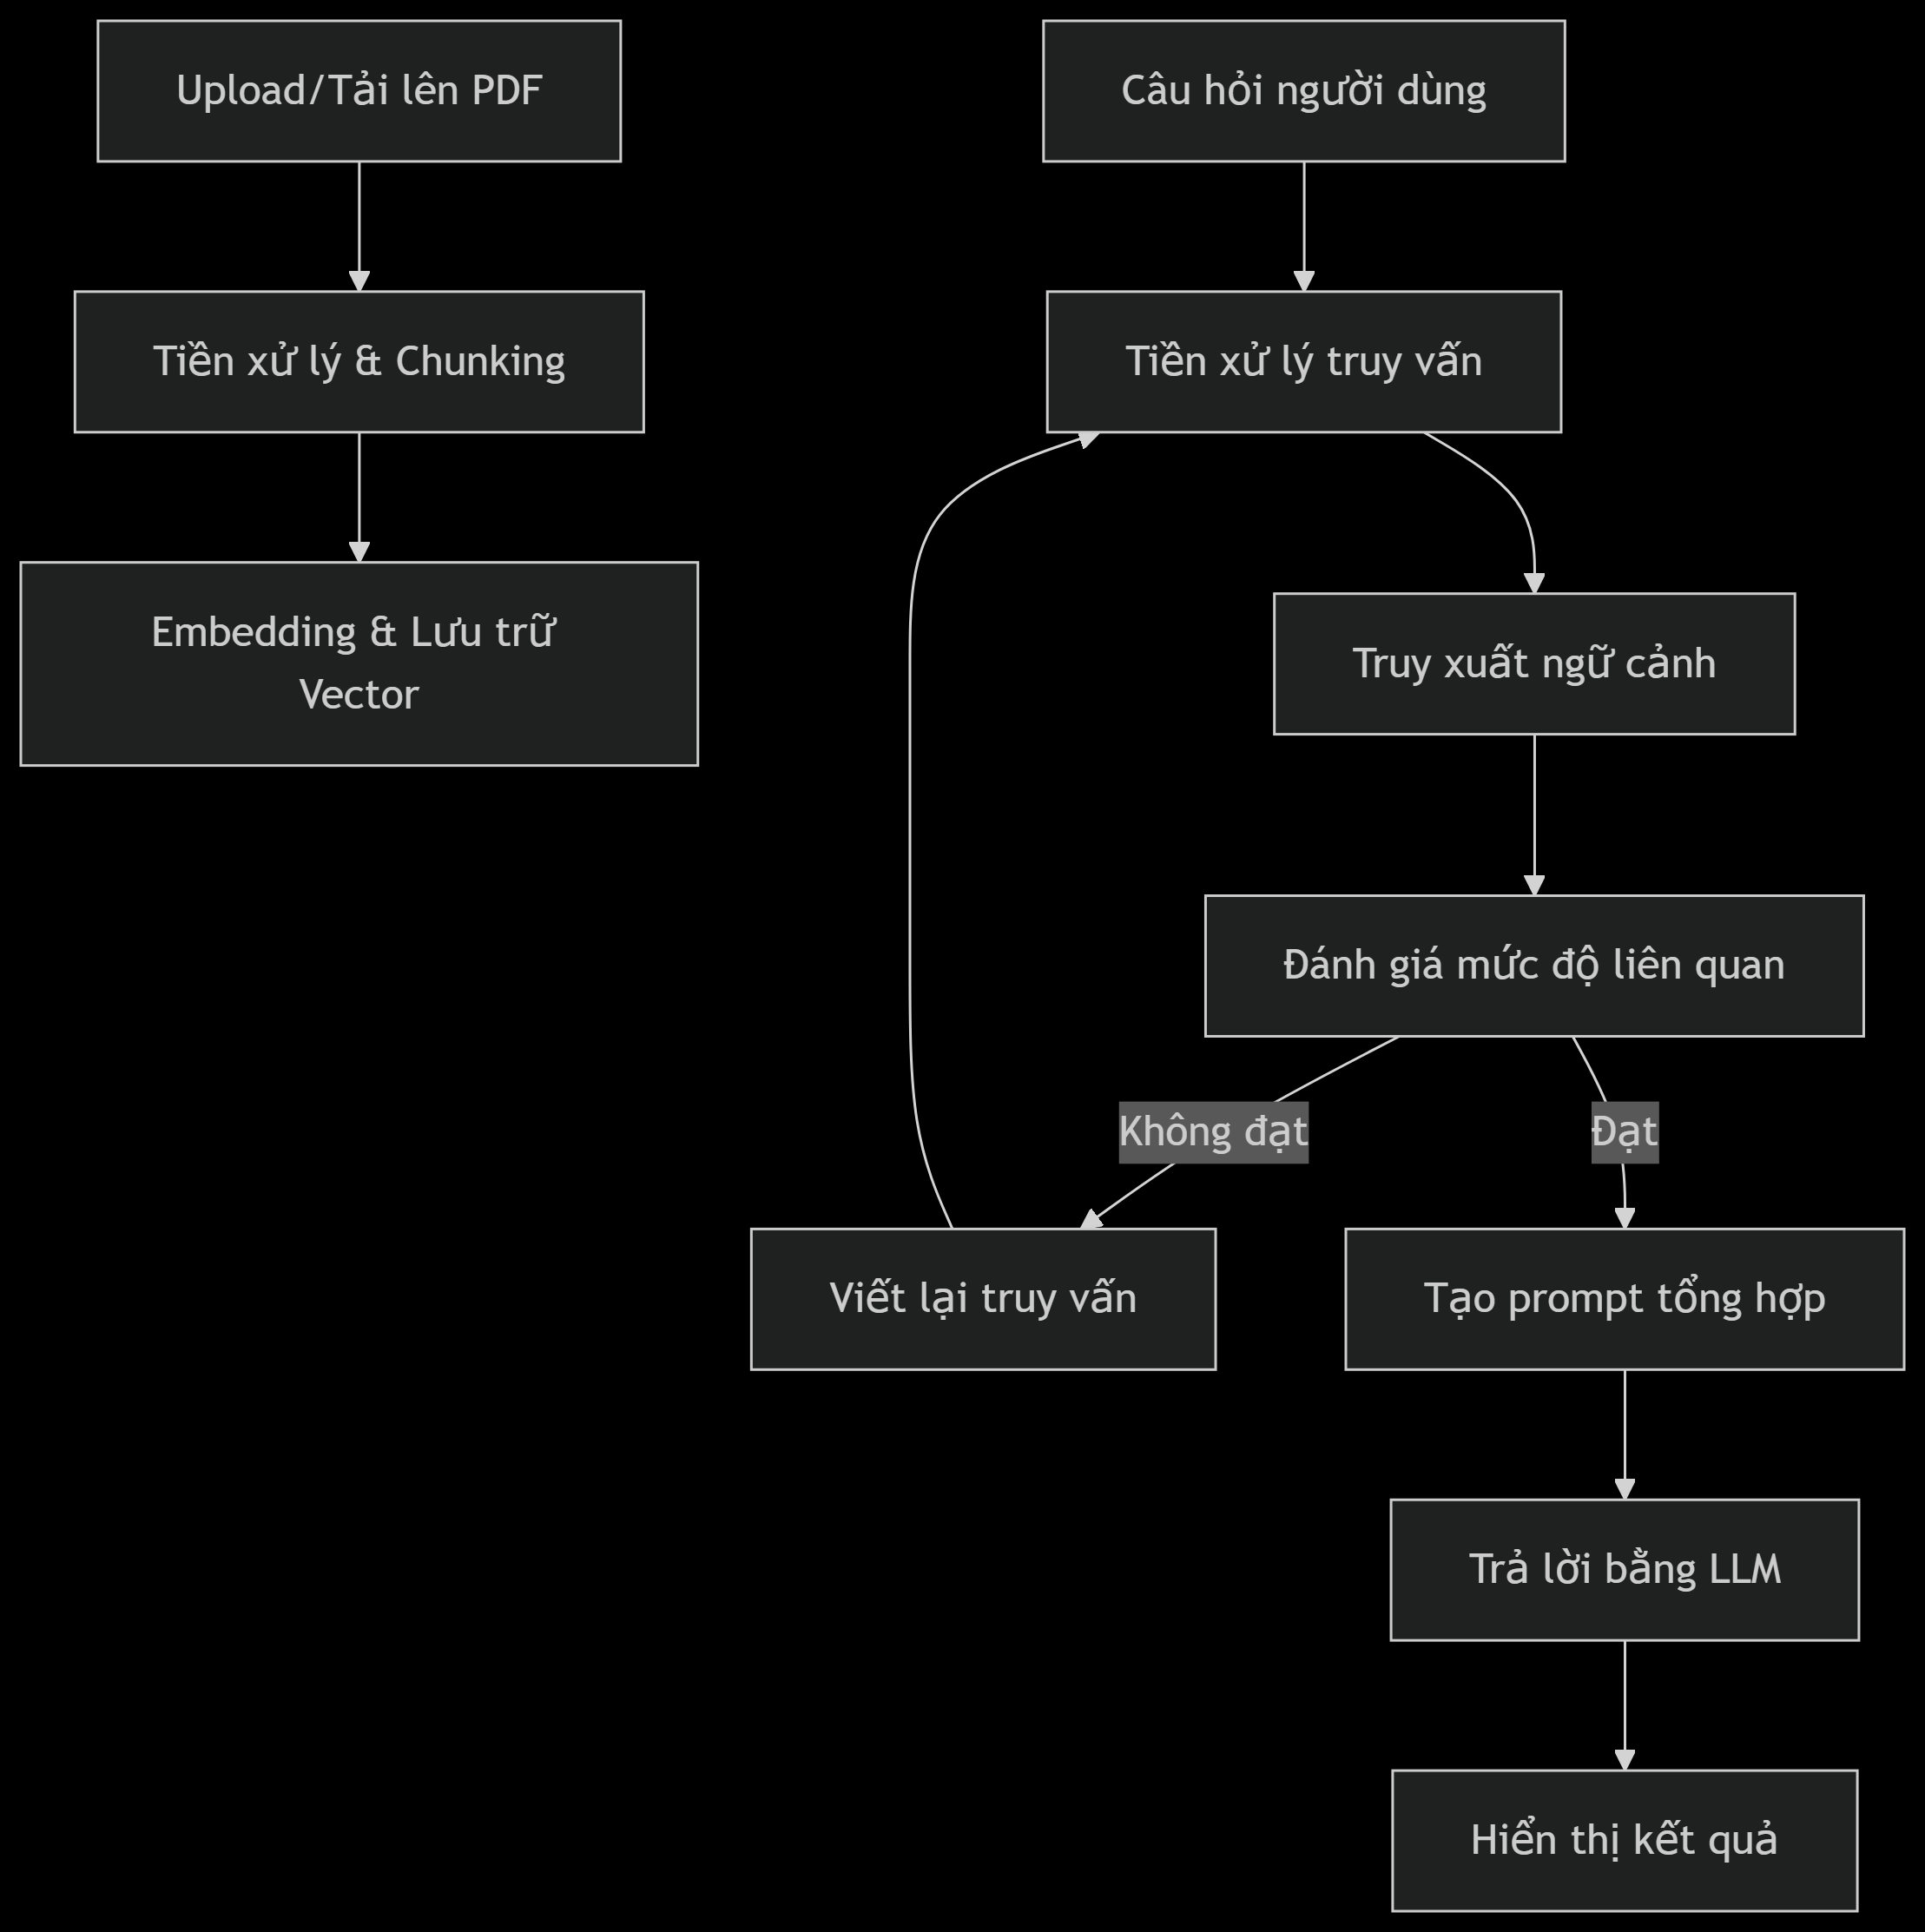 Upload/Tải lên PDF
Tiền xử lý & Chunking
Embedding & Lưu trữ
Vector
Câu hỏi người dùng
Tiền xử lý truy vấn
Truy xuất ngữ cảnh
Đánh giá mức độ liên quan
Không đạt
Đạt
Viết lại truy vấn
Tạo prompt tổng hợp
Trả lời bằng LLM
Hiển thị kết quả